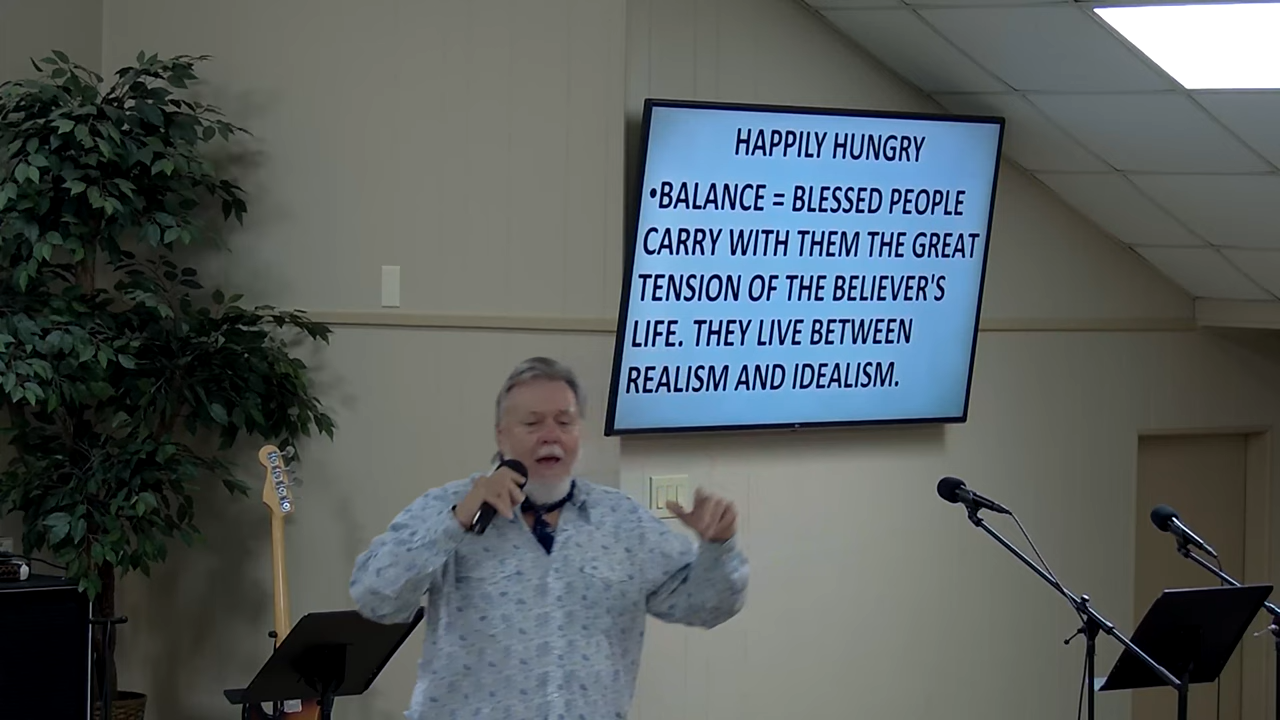 HAPPILY HUNGRY
•BALANCE = BLESSED PEOPLE
CARRY WITH THEM THE GREAT
TENSION OF THE BELIEVER'S
LIFE. THEY LIVE BETWEEN
REALISM AND IDEALISM.